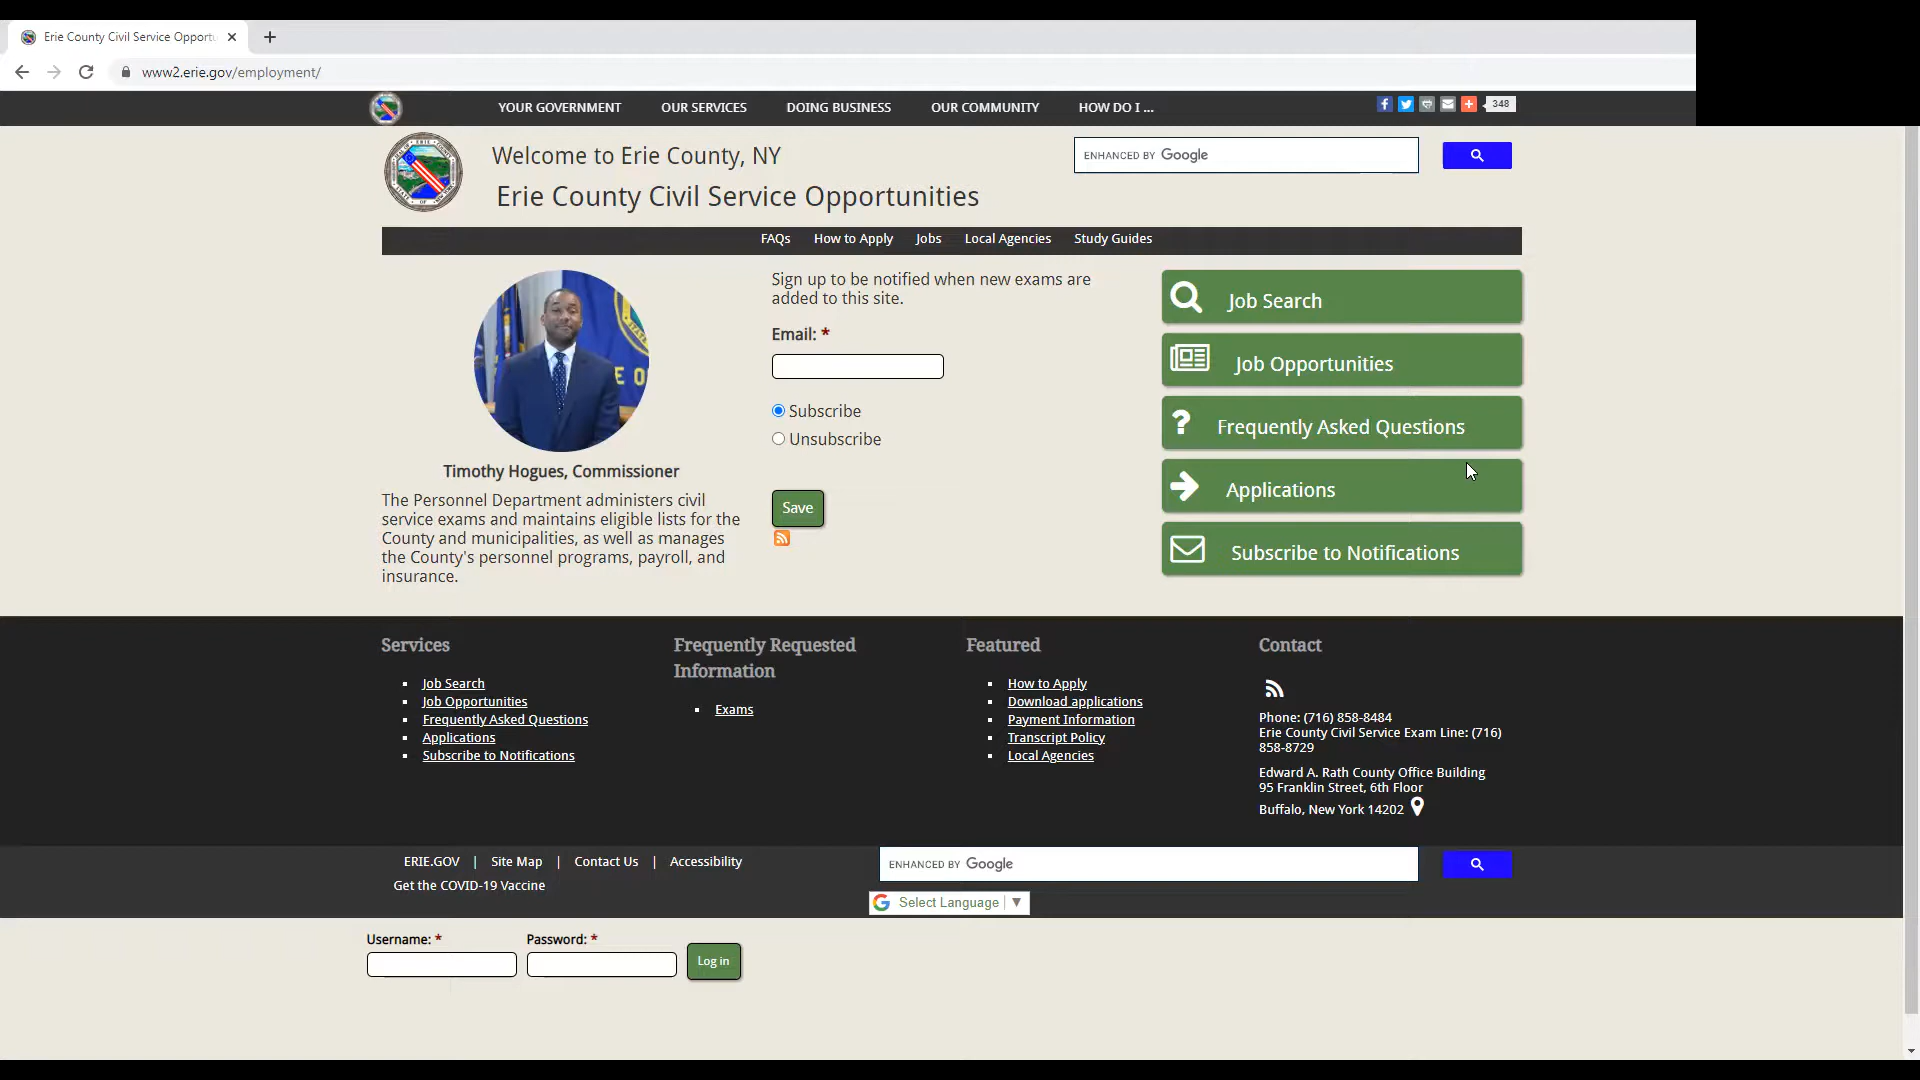 Erie County Civil Service Opport
www2.erie.gov/employment/
YOUR GOVERNMENT OUR SERVICES DOING BUSINESS OUR COMMUNITY HOW DO I ...
348
Welcome to Erie County, NY
Erie County Civil Service Opportunities
ENHANCED BY Google
FAQs How to Apply Jobs Local Agencies Study Guides
Timothy Hogues, Commissioner
The Personnel Department administers civil
service exams and maintains eligible lists for the
County and municipalities, as well as manages
the County's personnel programs, payroll, and
insurance.
Sign up to be notified when new exams are
added to this site.
Email: *
Subscribe
Unsubscribe
Save
Job Search
Job Opportunities
Frequently Asked Questions
Applications
Subscribe to Notifications
Services
Job Search
Job Opportunities
Frequently Asked Questions
Applications
Subscribe to Notifications
Frequently Requested
Information
Exams
Featured
How to Apply
Download applications
Payment Information
Transcript Policy
Local Agencies
Contact
Phone: (716) 858-8484
Erie County Civil Service Exam Line: (716)
858-8729
Edward A. Rath County Office Building
95 Franklin Street, 6th Floor
Buffalo, New York 14202
ERIE.GOV | Site Map | Contact Us | Accessibility
Get the COVID-19 Vaccine
ENHANCED BY Google
Select Language ▼
Username: * Password: *
Log in